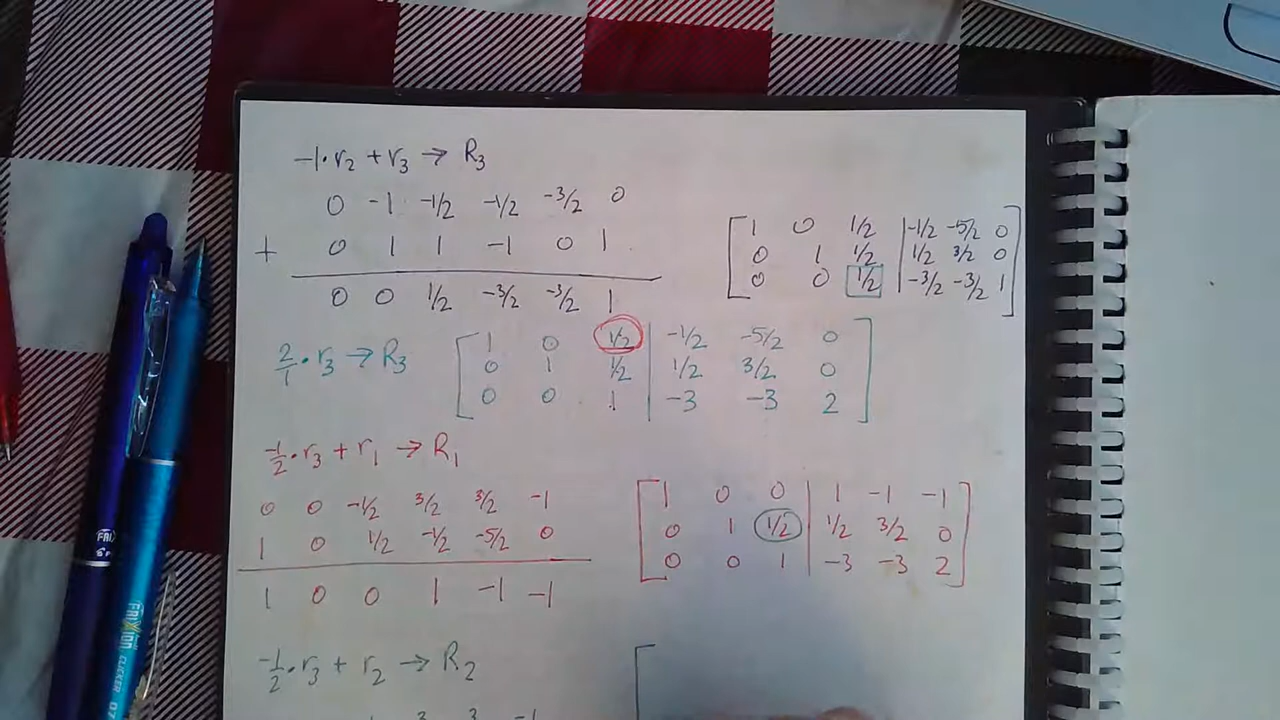 -1·r2 + r3 → R3
0 -1 -1/2 -1/2 -3/2 0
+ 0 1 1 -1 0 1
0 0 1/2 -3/2 -3/2 1
1 0 1/2 | -1/2 -5/2 0
0 1 1/2 | 1/2 3/2 0
0 0 1/2 | -3/2 -3/2 1
2/1·r3 → R3
1 0 1/2 | -1/2 -5/2 0
0 1 1/2 | 1/2 3/2 0
0 0 1 | -3 -3 2
-1/2·r3 + r1 → R1
0 0 -1/2 3/2 3/2 -1
1 0 1/2 -1/2 -5/2 0
1 0 0 1 -1 -1
1 0 0 | 1 -1 -1
0 1 1/2 | 1/2 3/2 0
0 0 1 | -3 -3 2
-1/2·r3 + r2 → R2
FRIXION
CLICKER 07